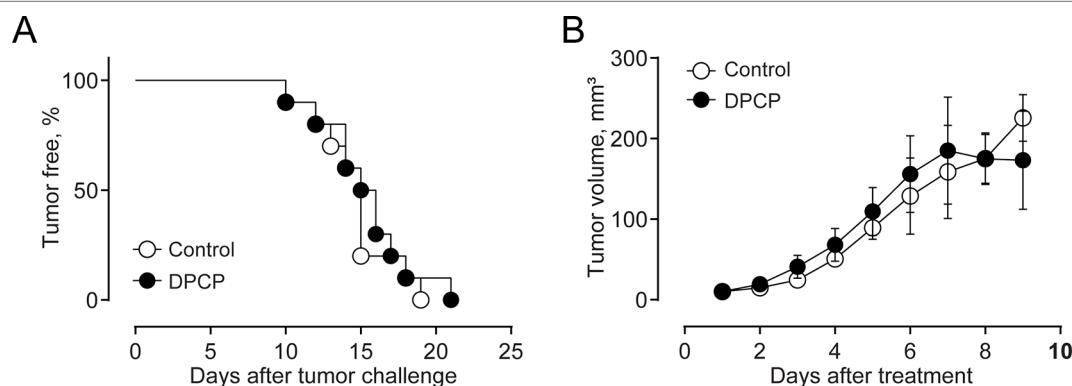 A
Tumor free, %
100
50
0
Control
DPCP
0 5 10 15 20 25
Days after tumor challenge
B
Tumor volume, mm³
300
200
100
0
Control
DPCP
0 2 4 6 8 10
Days after treatment